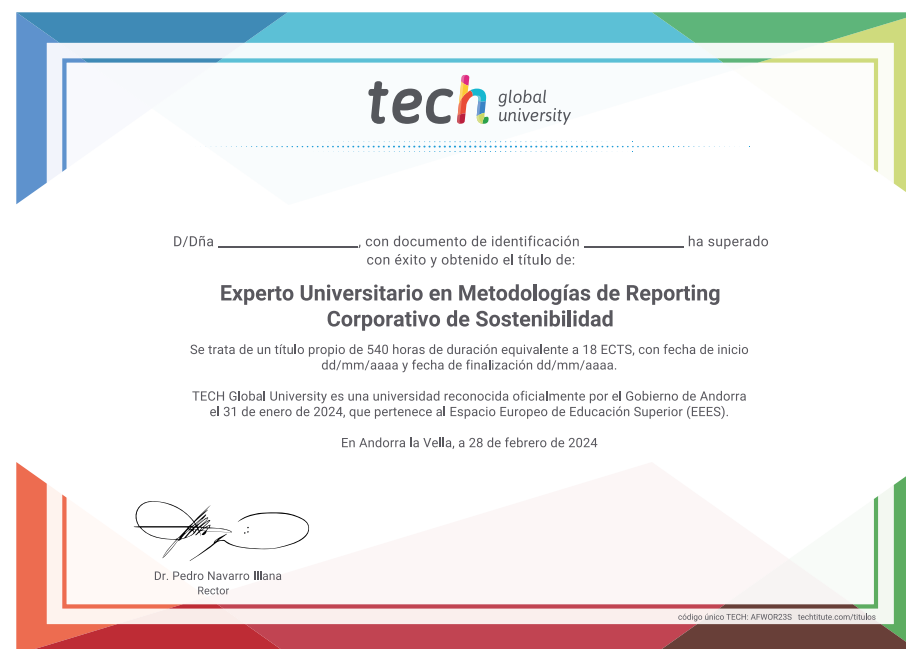 tech global
university
D/Dña ____________________, con documento de identificación ______________ ha superado
con éxito y obtenido el título de:
Experto Universitario en Metodologías de Reporting
Corporativo de Sostenibilidad
Se trata de un título propio de 540 horas de duración equivalente a 18 ECTS, con fecha de inicio
dd/mm/aaaa y fecha de finalización dd/mm/aaaa.
TECH Global University es una universidad reconocida oficialmente por el Gobierno de Andorra
el 31 de enero de 2024, que pertenece al Espacio Europeo de Educación Superior (EEES).
En Andorra la Vella, a 28 de febrero de 2024
Dr. Pedro Navarro Illana
Rector
código único TECH: AFWOR23S techtitute.com/titulos